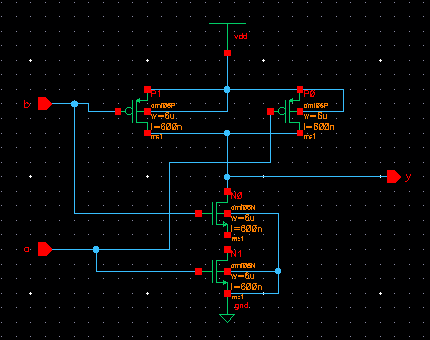 vdd
P1
ami06P
w=6u
l=600n
m:1
P0
ami06P
w=6u
l=600n
m:1
b
y
N0
ami06N
w=6u
l=600n
m:1
a
N1
ami06N
w=6u
l=600n
m:1
gnd